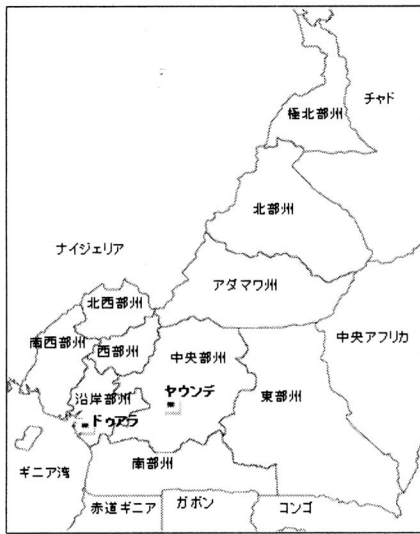 チャド
極北部州
北部州
ナイジェリア
アダマワ州
北西部州
南西部州
西部州
中央部州
中央アフリカ
ヤウンデ
沿岸部州
東部州
ドゥアラ
南部州
ギニア湾
赤道ギニア
ガボン
コンゴ